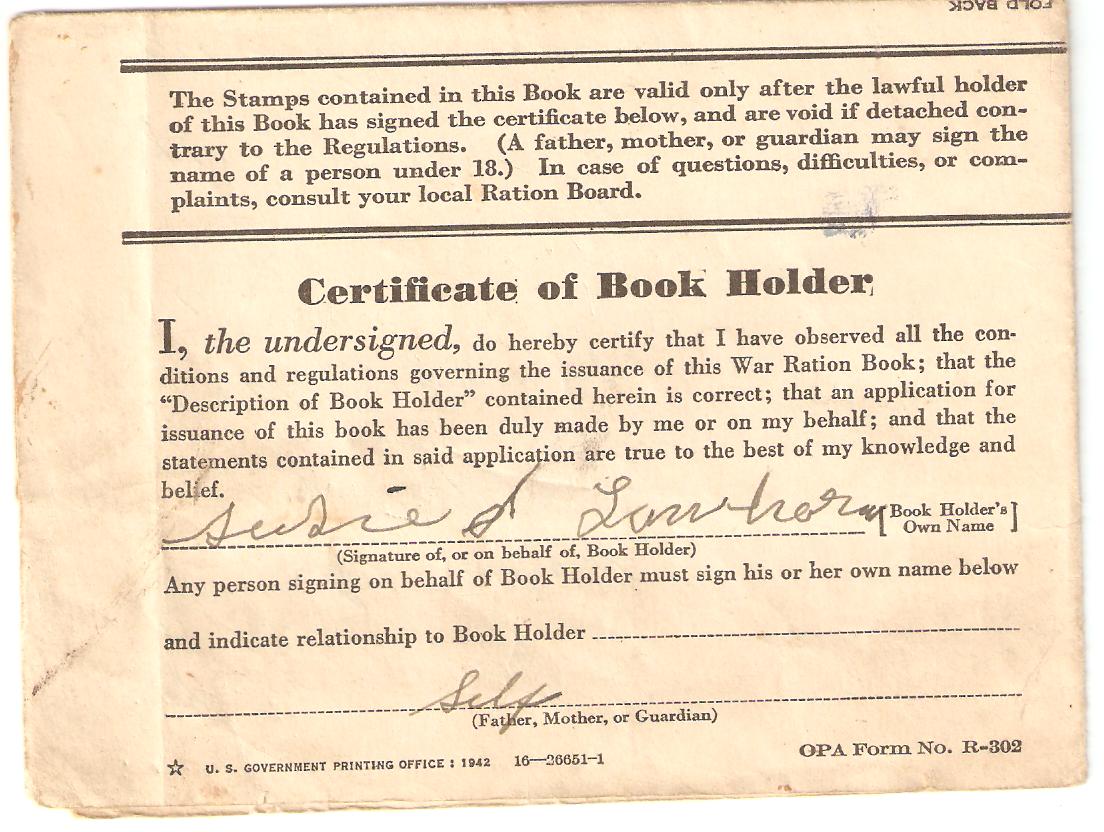 FOLD BACK
The Stamps contained in this Book are valid only after the lawful holder
of this Book has signed the certificate below, and are void if detached con-
trary to the Regulations. (A father, mother, or guardian may sign the
name of a person under 18.) In case of questions, difficulties, or com-
plaints, consult your local Ration Board.
Certificate of Book Holder
I, the undersigned, do hereby certify that I have observed all the con-
ditions and regulations governing the issuance of this War Ration Book; that the
“Description of Book Holder” contained herein is correct; that an application for
issuance of this book has been duly made by me or on my behalf; and that the
statements contained in said application are true to the best of my knowledge and
belief.
Susie S Lawhorn [Book Holder's
Own Name]
(Signature of, or on behalf of, Book Holder)
Any person signing on behalf of Book Holder must sign his or her own name below
and indicate relationship to Book Holder
Self
(Father, Mother, or Guardian)
☆ U. S. GOVERNMENT PRINTING OFFICE : 1942 16—26651-1 OPA Form No. R-302